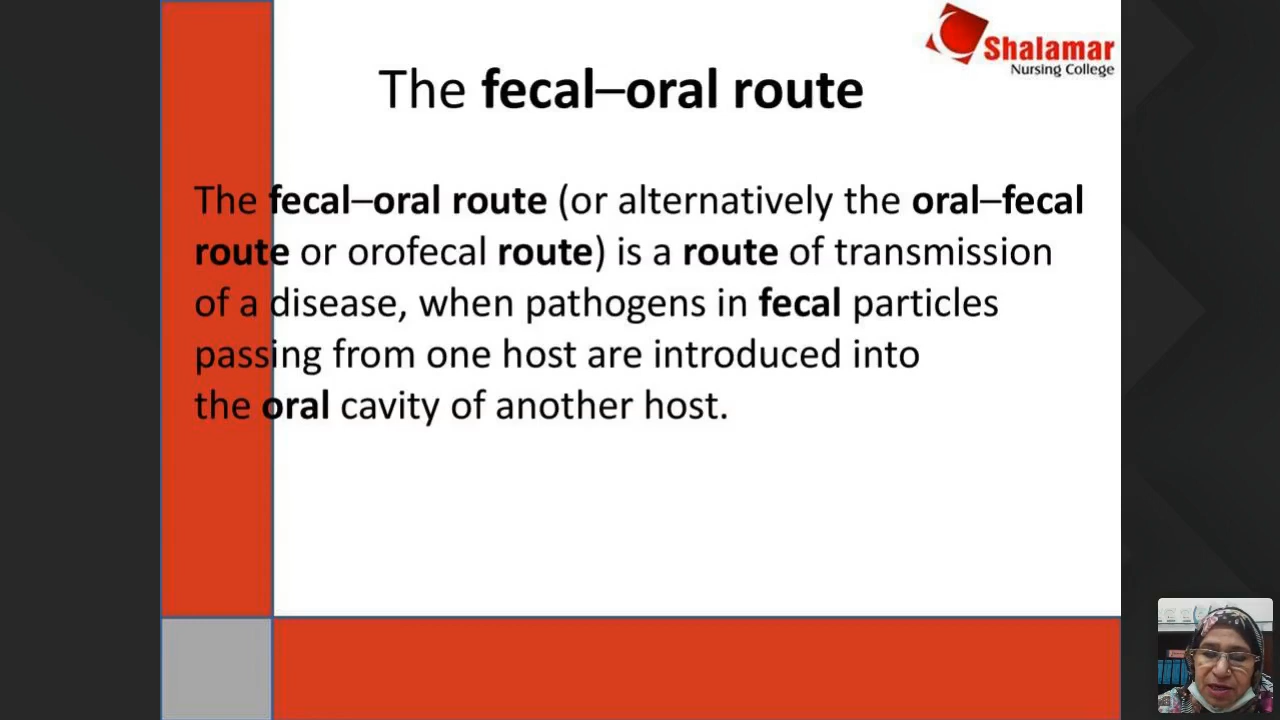 Shalamar
Nursing College
The fecal–oral route
The fecal–oral route (or alternatively the oral–fecal
route or orofecal route) is a route of transmission
of a disease, when pathogens in fecal particles
passing from one host are introduced into
the oral cavity of another host.